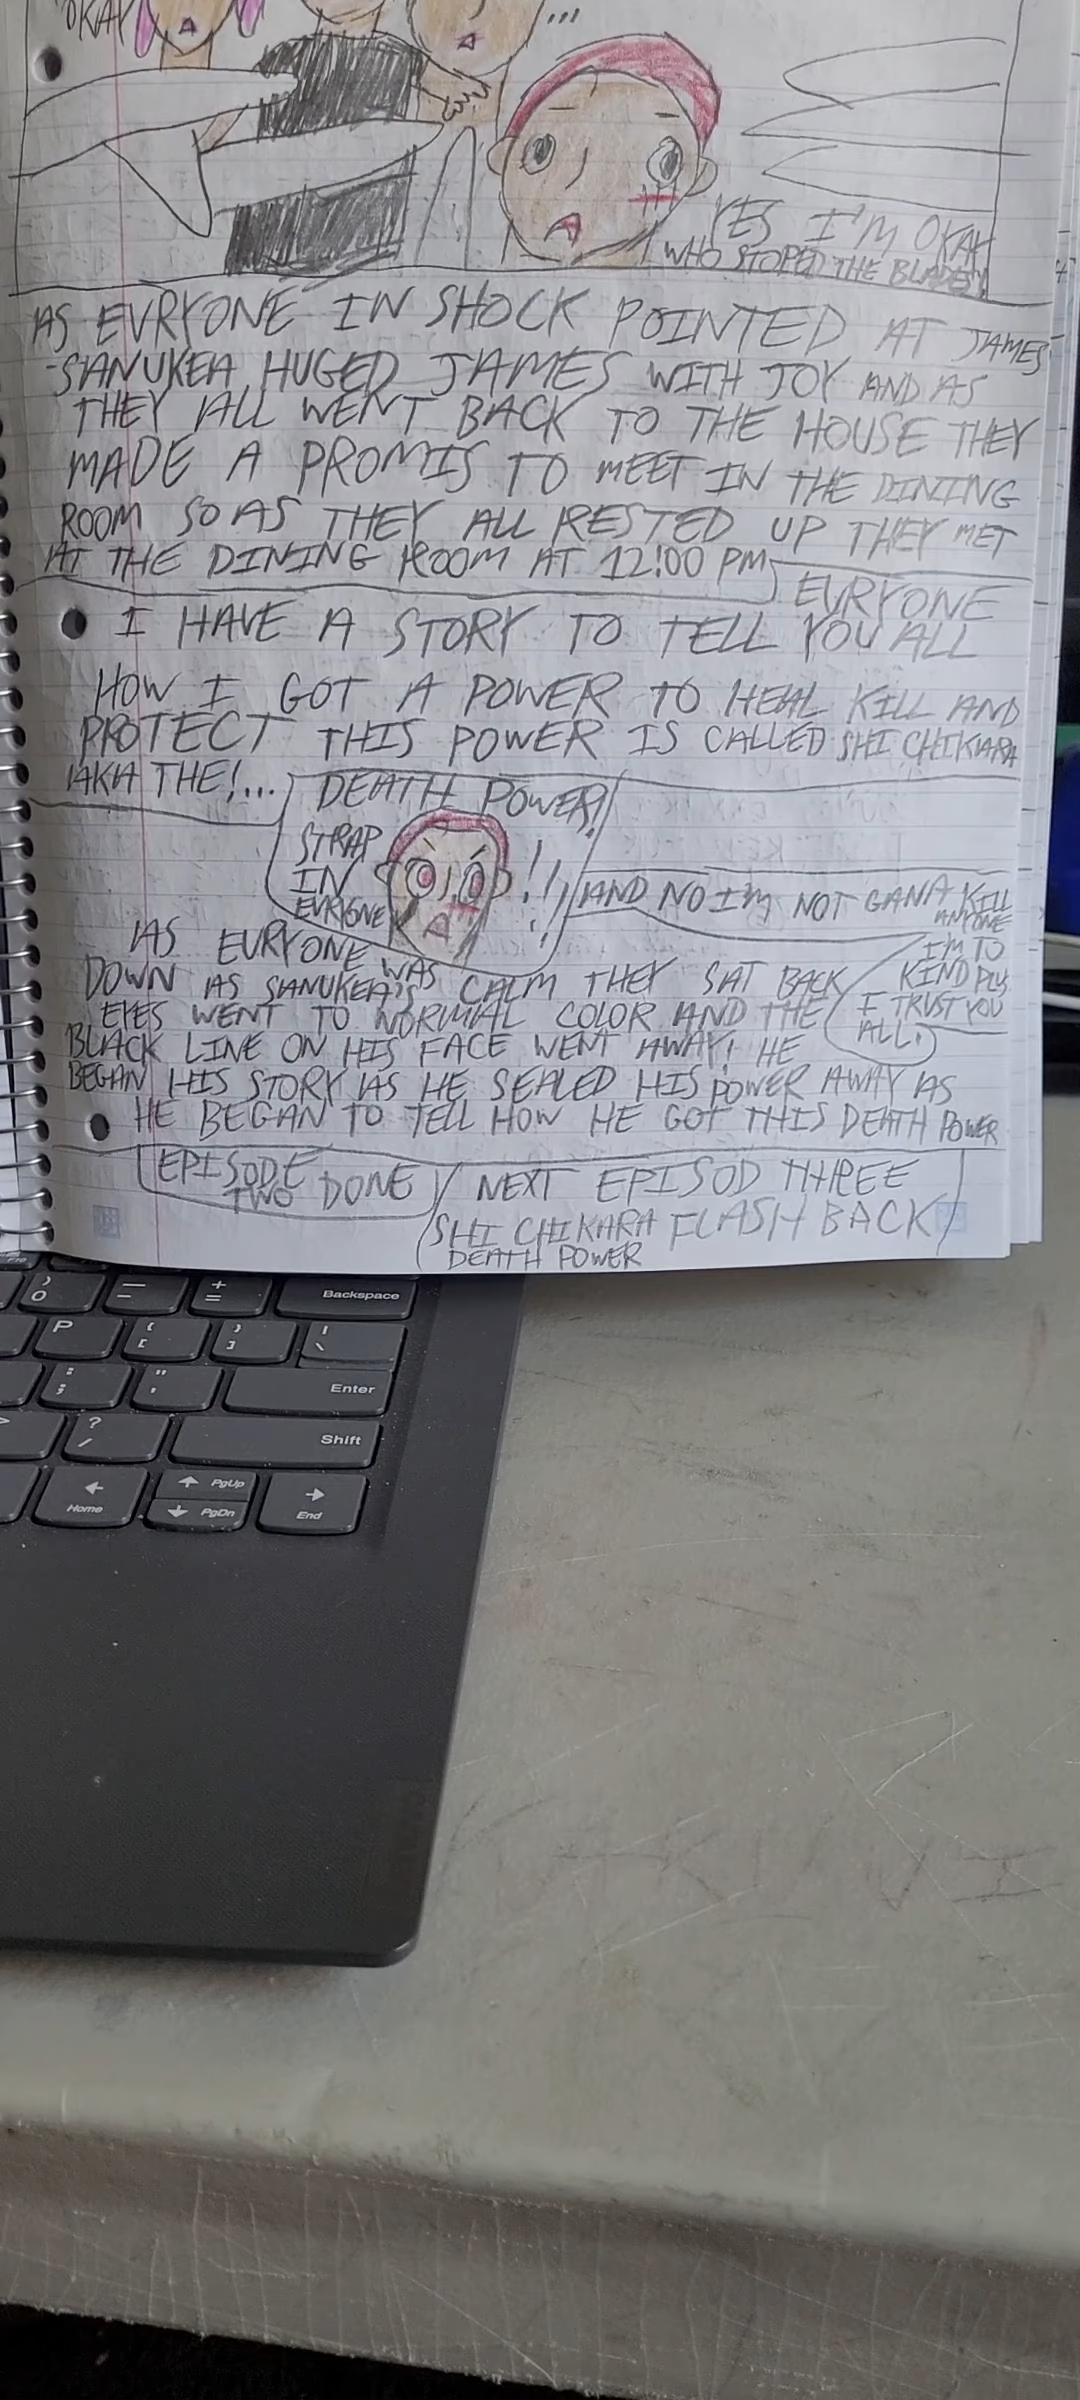 OKAY
...
YES I'M OKAY
WHO STOPED THE BLADES!
AS EVRYONE IN SHOCK POINTED AT JAMES
SANUKEA HUGED JAMES WITH JOY AND AS
THEY ALL WENT BACK TO THE HOUSE THEY
MADE A PROMIS TO MEET IN THE DINING
ROOM SO AS THEY ALL RESTED UP THEY MET
AT THE DINING ROOM AT 12:00 PM
EVRYONE
I HAVE A STORY TO TELL YOU ALL
HOW I GOT A POWER TO HEAL KILL AND
PROTECT THIS POWER IS CALLED SHI CHIKARA
AKA THE!...
DEATH POWER!
STRAP
IN
EVRYONE
!!!
AND NO I'M NOT GANA KILL
ANYONE
I'M TO
KIND PLUS
I TRUST YOU
ALL.
AS EVRYONE WAS
DOWN AS SANUKEA'S CALM THEY SAT BACK
EYES WENT TO NORMAL COLOR AND THE
BLACK LINE ON HIS FACE WENT AWAY! HE
BEGAN HIS STORY AS HE SEALED HIS POWER AWAY AS
HE BEGAN TO TELL HOW HE GOT THIS DEATH POWER
EPISODE
TWO DONE
NEXT EPISOD THREE
SHI CHIKARA FLASH BACK
DEATH POWER
F10
) 0
_ -
+ =
Backspace
P
{ [
} ]
| \
: ;
" '
Enter
>
? /
Shift
← Home
↑ PgUp
↓ PgDn
→ End